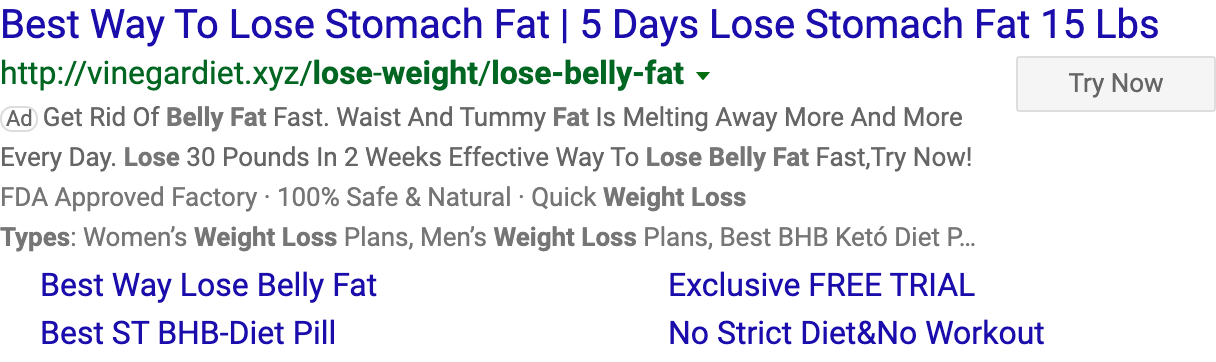 Best Way To Lose Stomach Fat | 5 Days Lose Stomach Fat 15 Lbs
http://vinegardiet.xyz/lose-weight/lose-belly-fat
Try Now
Ad Get Rid Of Belly Fat Fast. Waist And Tummy Fat Is Melting Away More And More
Every Day. Lose 30 Pounds In 2 Weeks Effective Way To Lose Belly Fat Fast,Try Now!
FDA Approved Factory · 100% Safe & Natural · Quick Weight Loss
Types: Women’s Weight Loss Plans, Men’s Weight Loss Plans, Best BHB Ketó Diet P...
Best Way Lose Belly Fat
Exclusive FREE TRIAL
Best ST BHB-Diet Pill
No Strict Diet&No Workout